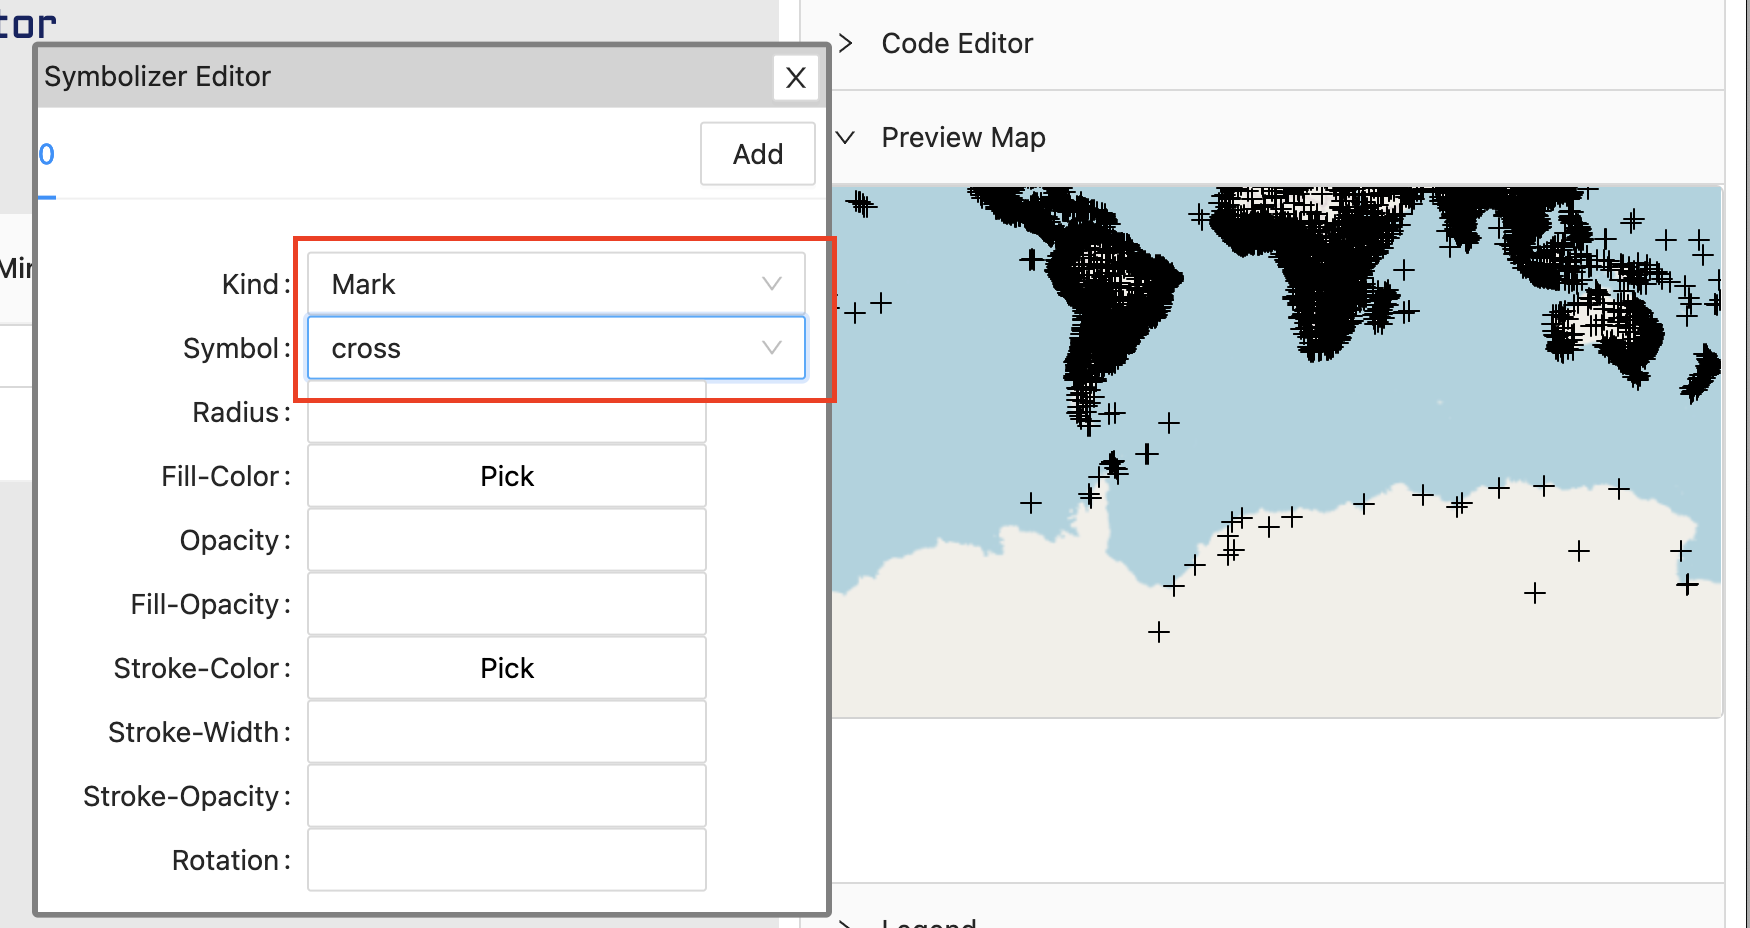 tor
Symbolizer Editor
X
0
Add
Min
Kind:
Mark
Symbol:
cross
Radius:
Fill-Color:
Pick
Opacity:
Fill-Opacity:
Stroke-Color:
Pick
Stroke-Width:
Stroke-Opacity:
Rotation:
Code Editor
Preview Map
Legend